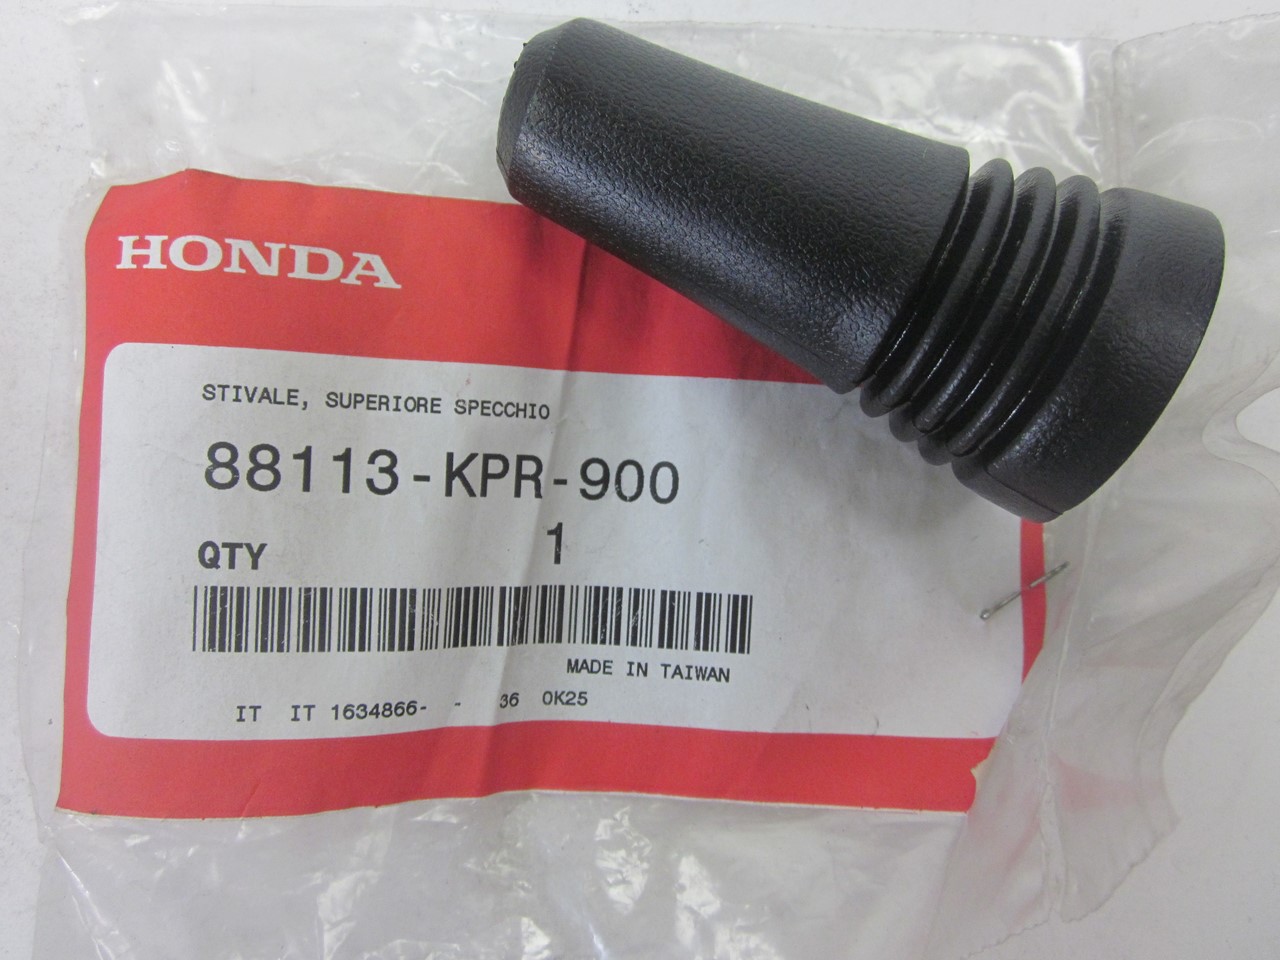 HONDA
STIVALE, SUPERIORE SPECCHIO
88113-KPR-900
QTY 1
MADE IN TAIWAN
IT IT 1634866- - 36 0K25